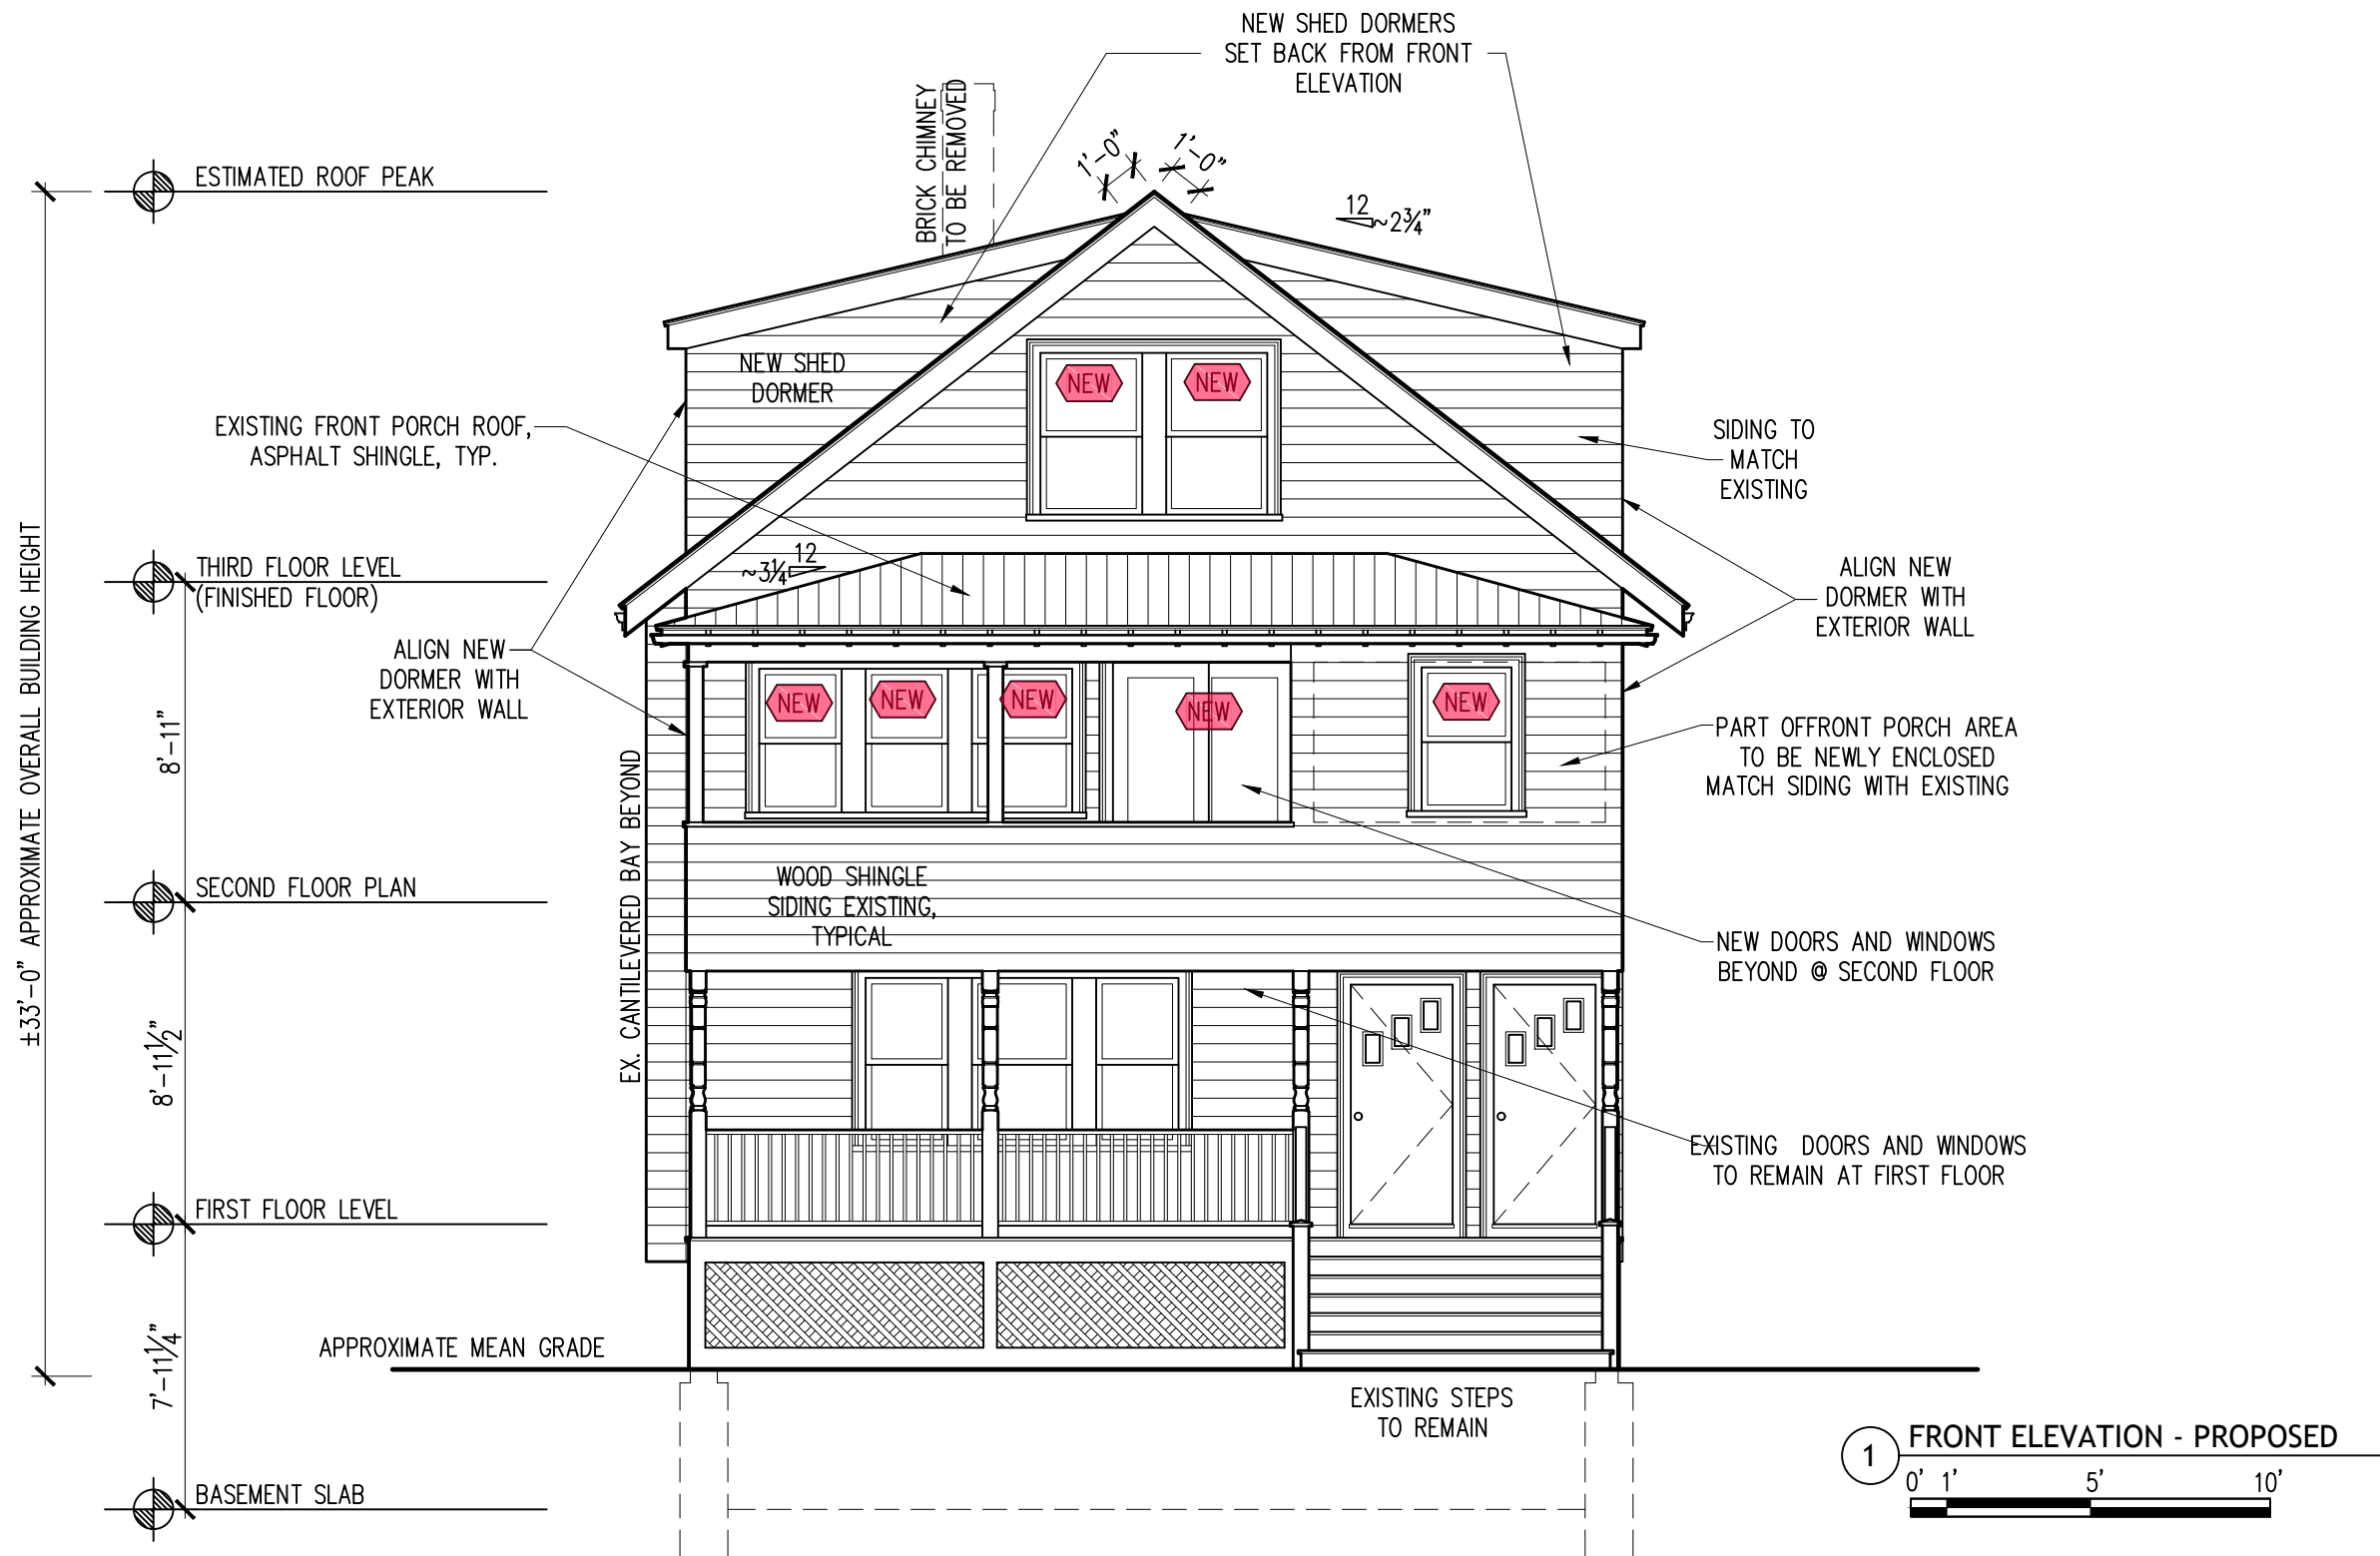 NEW SHED DORMERS
SET BACK FROM FRONT
ELEVATION
BRICK CHIMNEY
TO BE REMOVED
1'-0"
1'-0"
12
~2¾"
ESTIMATED ROOF PEAK
NEW SHED
DORMER
NEW
NEW
EXISTING FRONT PORCH ROOF,
ASPHALT SHINGLE, TYP.
SIDING TO
MATCH
EXISTING
12
~3¼
THIRD FLOOR LEVEL
(FINISHED FLOOR)
ALIGN NEW
DORMER WITH
EXTERIOR WALL
ALIGN NEW
DORMER WITH
EXTERIOR WALL
NEW
NEW
NEW
NEW
NEW
PART OFFRONT PORCH AREA
TO BE NEWLY ENCLOSED
MATCH SIDING WITH EXISTING
±33'-0" APPROXIMATE OVERALL BUILDING HEIGHT
8'-11"
EX. CANTILEVERED BAY BEYOND
SECOND FLOOR PLAN
WOOD SHINGLE
SIDING EXISTING,
TYPICAL
NEW DOORS AND WINDOWS
BEYOND @ SECOND FLOOR
8'-11½"
EXISTING  DOORS AND WINDOWS
TO REMAIN AT FIRST FLOOR
FIRST FLOOR LEVEL
APPROXIMATE MEAN GRADE
7'-11¼"
EXISTING STEPS
TO REMAIN
BASEMENT SLAB
1
FRONT ELEVATION - PROPOSED
0' 1' 5' 10'